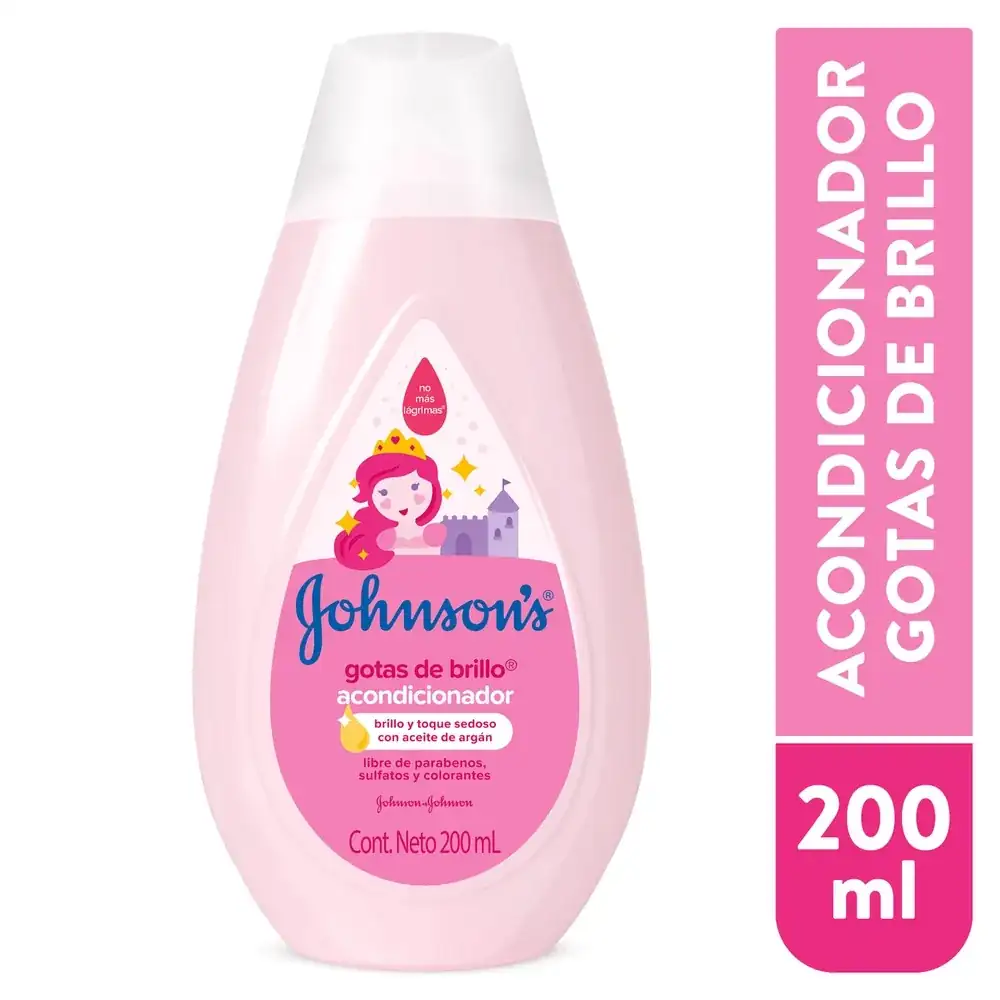 no
más
lágrimas®
Johnson's®
gotas de brillo®
acondicionador
brillo y toque sedoso
con aceite de argán
libre de parabenos,
sulfatos y colorantes
Johnson & Johnson
Cont. Neto 200 mL
ACONDICIONADOR
GOTAS DE BRILLO
200
ml